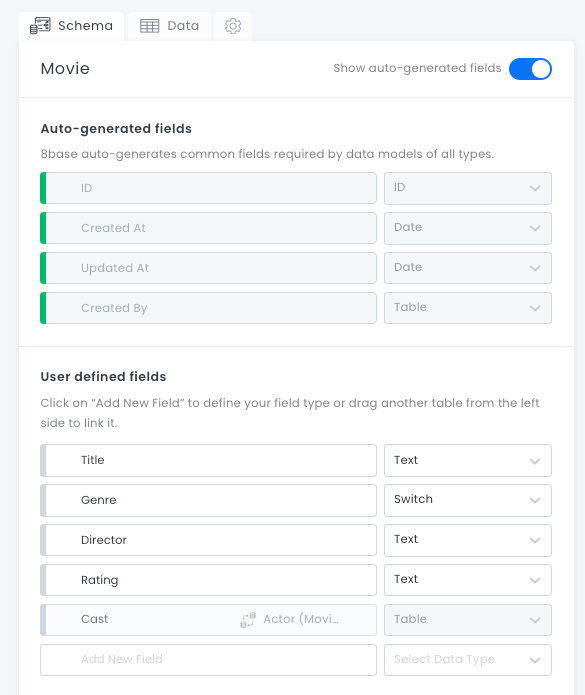 Schema Data
Movie Show auto-generated fields
Auto-generated fields
8base auto-generates common fields required by data models of all types.
ID ID
Created At Date
Updated At Date
Created By Table
User defined fields
Click on “Add New Field” to define your field type or drag another table from the left
side to link it.
Title Text
Genre Switch
Director Text
Rating Text
Cast Actor (Movi... Table
Add New Field Select Data Type